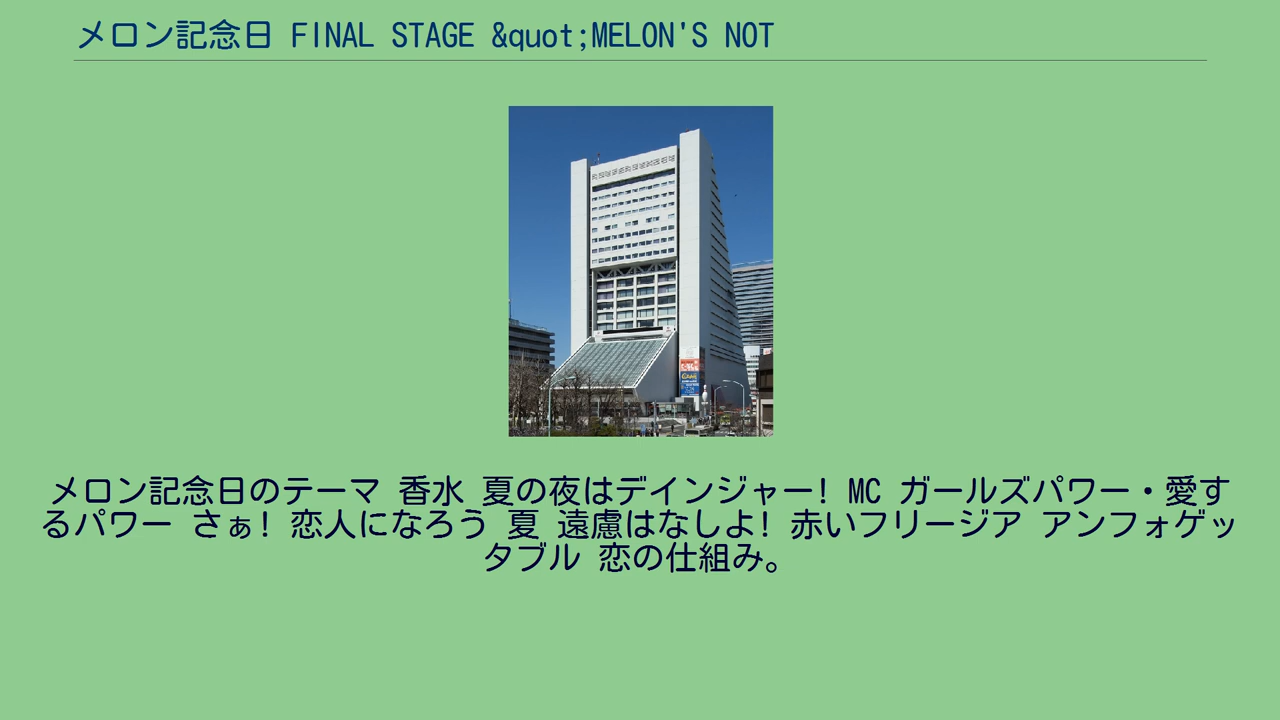 メロン記念日 FINAL STAGE &quot;MELON'S NOT
メロン記念日のテーマ 香水 夏の夜はデインジャー! MC ガールズパワー・愛す
るパワー さぁ! 恋人になろう 夏 遠慮はなしよ! 赤いフリージア アンフォゲッ
タブル 恋の仕組み。